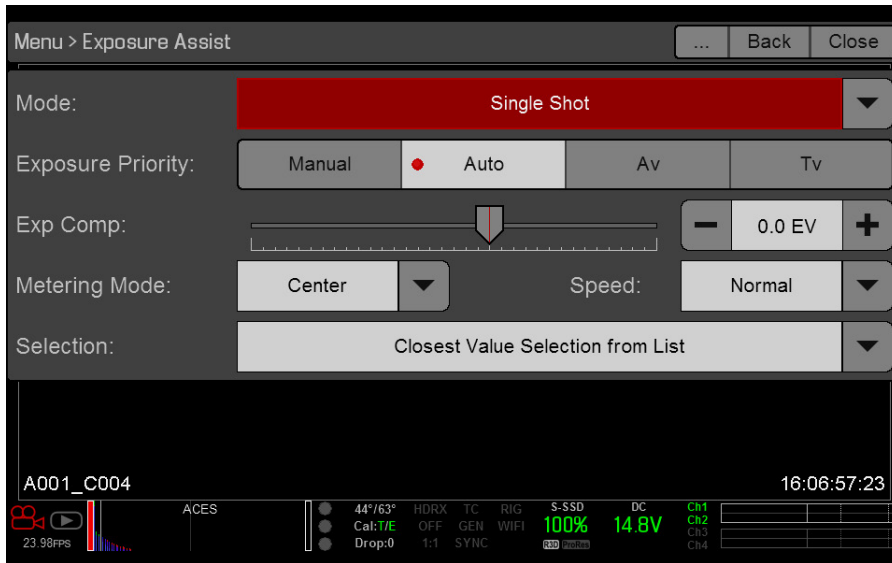 Menu > Exposure Assist ... Back Close
Mode: Single Shot
Exposure Priority: Manual Auto Av Tv
Exp Comp: 0.0 EV
Metering Mode: Center Speed: Normal
Selection: Closest Value Selection from List
A001_C004 16:06:57:23
ACES 44°/63° HDRX TC RIG S-SSD DC Ch1
Cal:T/E OFF GEN WIFI 100% 14.8V Ch2
Ch3
23.98FPS Drop:0 1:1 SYNC R3D ProRes Ch4